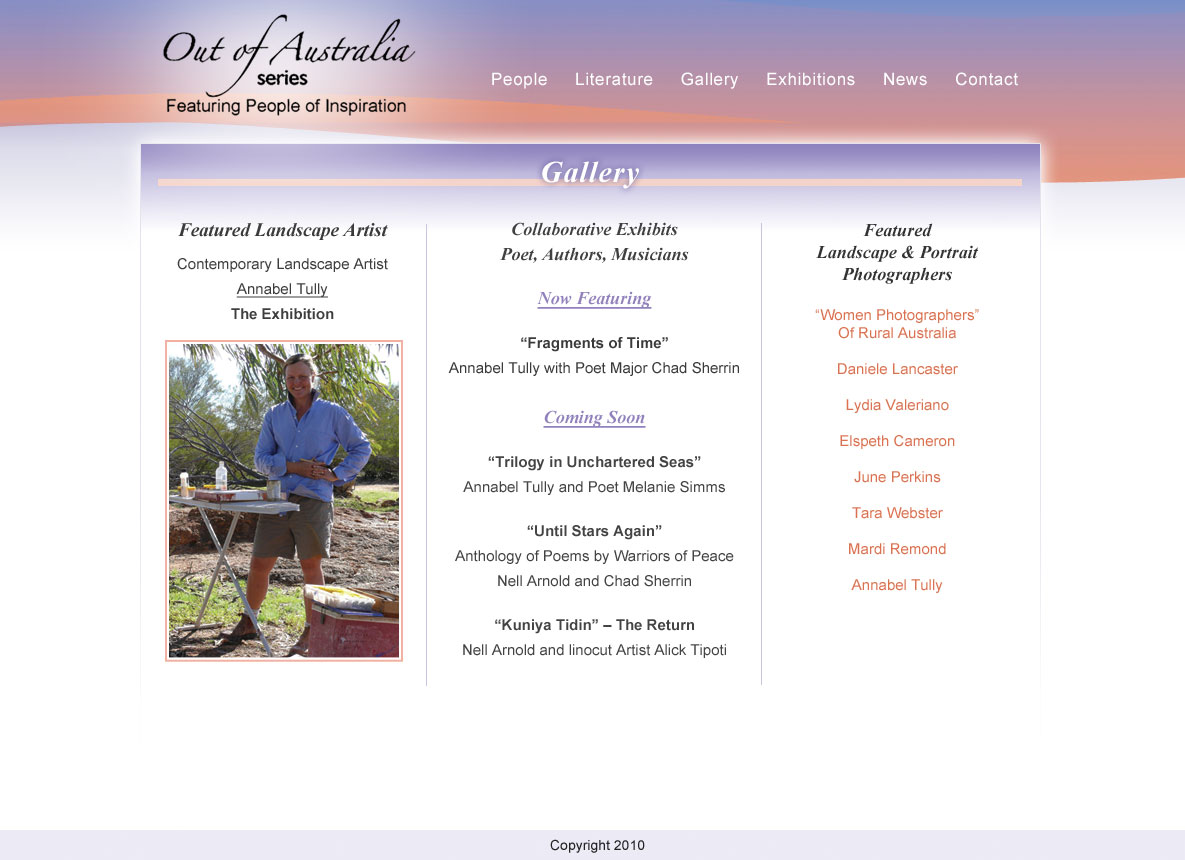 Out of Australia
series
Featuring People of Inspiration
People Literature Gallery Exhibitions News Contact
Gallery
Featured Landscape Artist
Contemporary Landscape Artist
Annabel Tully
The Exhibition
Collaborative Exhibits
Poet, Authors, Musicians
Now Featuring
“Fragments of Time”
Annabel Tully with Poet Major Chad Sherrin
Coming Soon
“Trilogy in Unchartered Seas”
Annabel Tully and Poet Melanie Simms
“Until Stars Again”
Anthology of Poems by Warriors of Peace
Nell Arnold and Chad Sherrin
“Kuniya Tidin” – The Return
Nell Arnold and linocut Artist Alick Tipoti
Featured
Landscape & Portrait
Photographers
“Women Photographers”
Of Rural Australia
Daniele Lancaster
Lydia Valeriano
Elspeth Cameron
June Perkins
Tara Webster
Mardi Remond
Annabel Tully
Copyright 2010